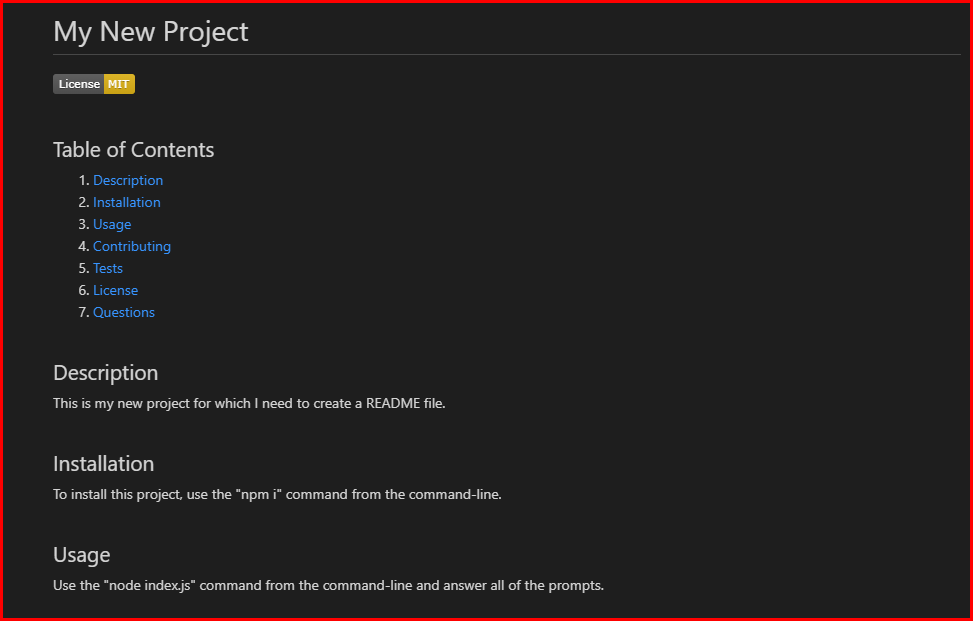 My New Project
License MIT
Table of Contents
1. Description
2. Installation
3. Usage
4. Contributing
5. Tests
6. License
7. Questions
Description
This is my new project for which I need to create a README file.
Installation
To install this project, use the "npm i" command from the command-line.
Usage
Use the "node index.js" command from the command-line and answer all of the prompts.